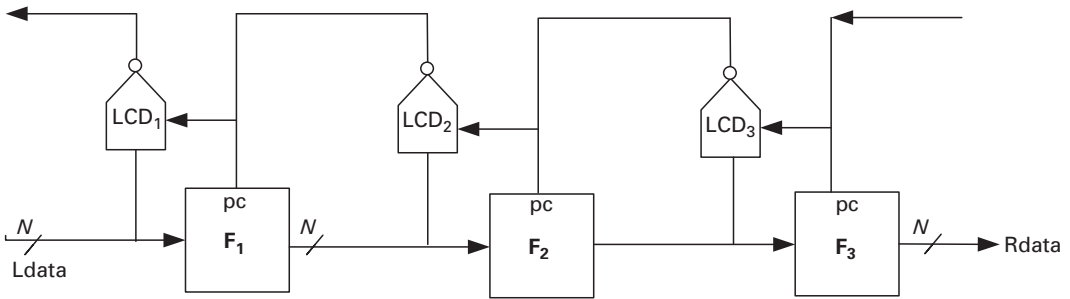 LCD₁
LCD₂
LCD₃
pc
pc
pc
N
F₁
N
F₂
F₃
N
Ldata
Rdata